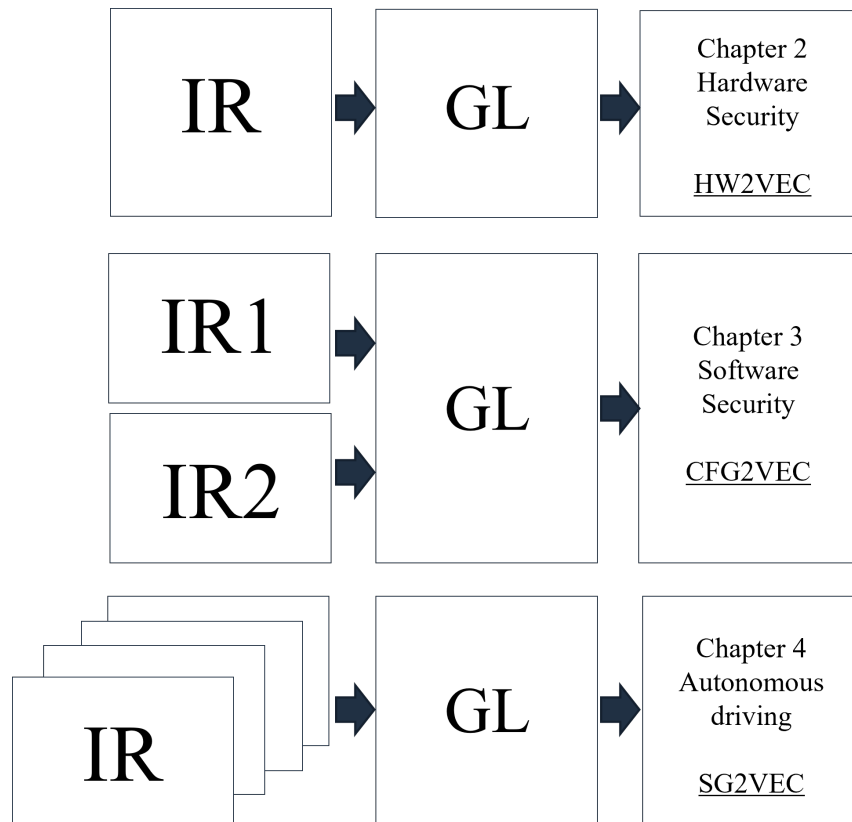 IR
GL
Chapter 2
Hardware
Security
HW2VEC
IR1
IR2
GL
Chapter 3
Software
Security
CFG2VEC
IR
GL
Chapter 4
Autonomous
driving
SG2VEC